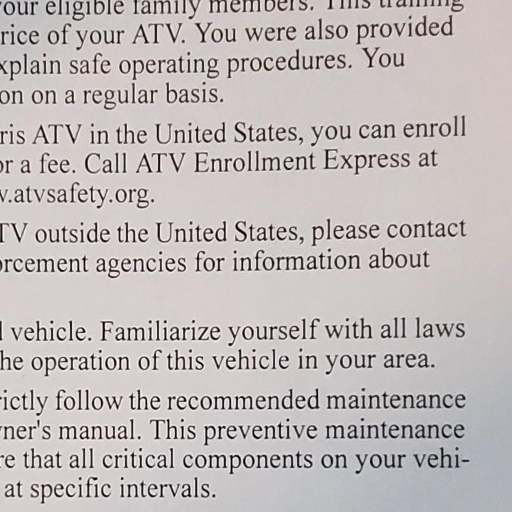 your eligible family members. This training
rice of your ATV. You were also provided
xplain safe operating procedures. You
on on a regular basis.
ris ATV in the United States, you can enroll
or a fee. Call ATV Enrollment Express at
w.atvsafety.org.
TV outside the United States, please contact
orcement agencies for information about
l vehicle. Familiarize yourself with all laws
he operation of this vehicle in your area.
rictly follow the recommended maintenance
vner's manual. This preventive maintenance
re that all critical components on your vehi-
at specific intervals.